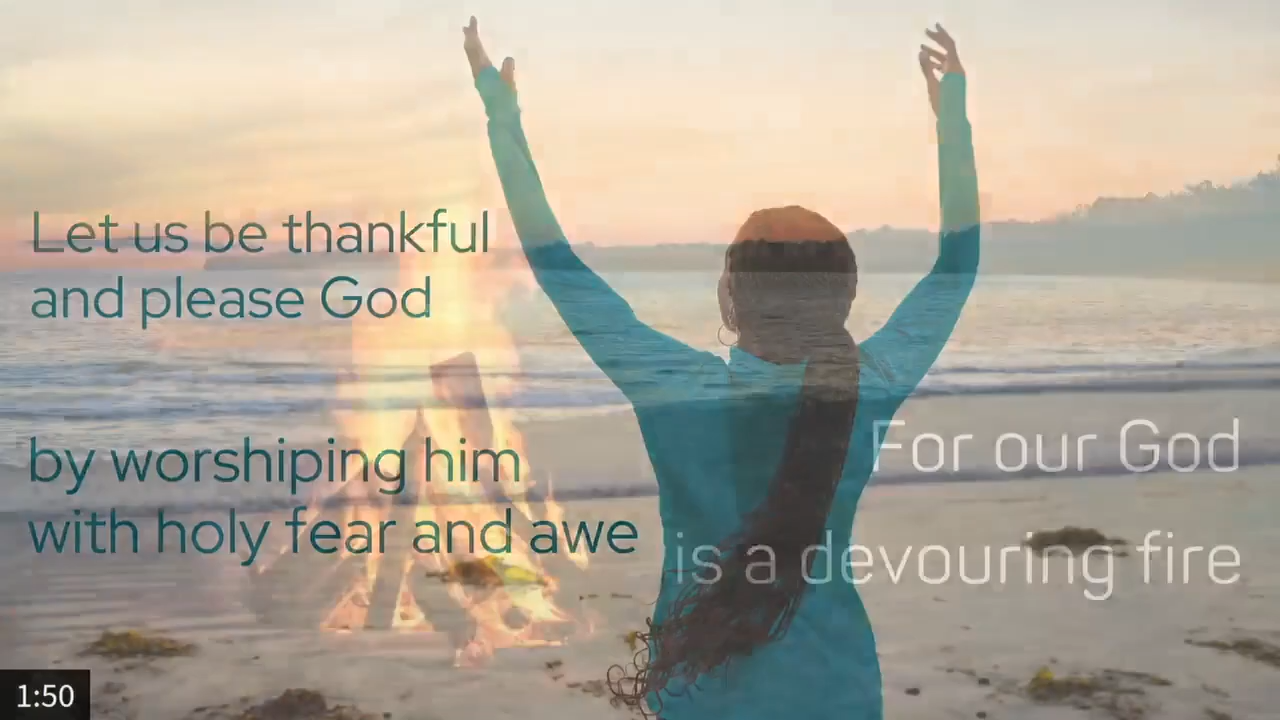 Let us be thankful
and please God
by worshiping him
with holy fear and awe
For our God
is a devouring fire
1:50